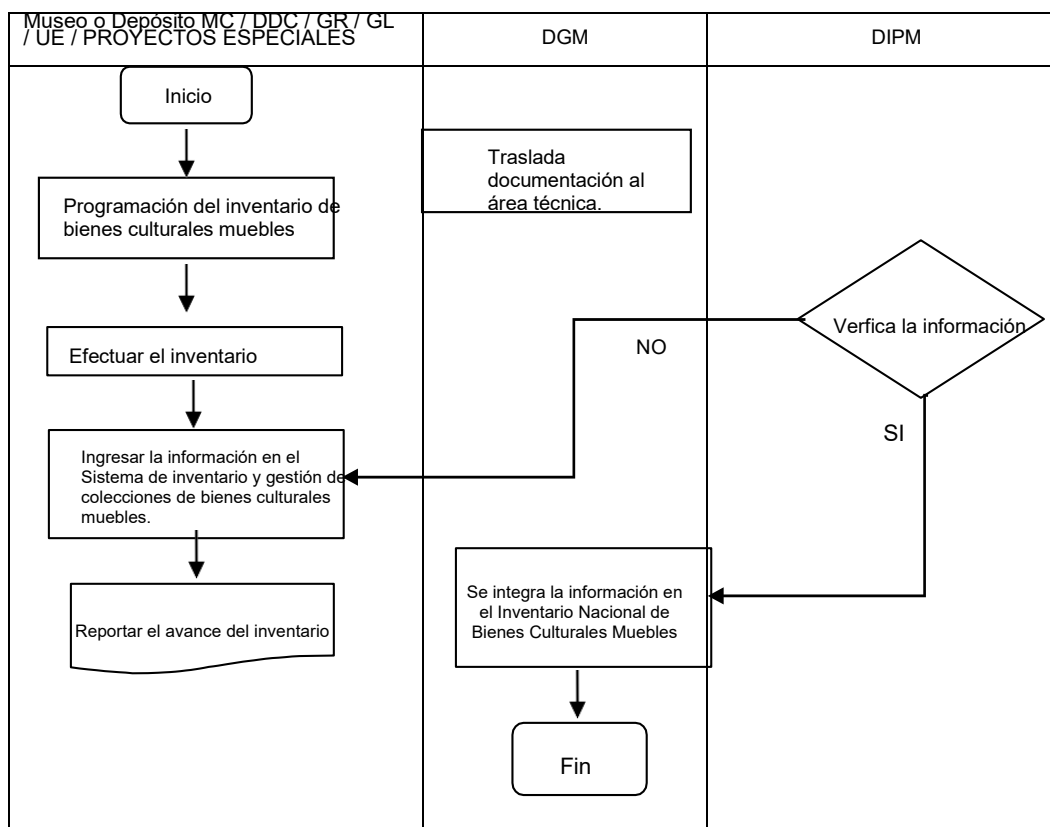 Museo o Depósito MC / DDC / GR / GL
/ UE / PROYECTOS ESPECIALES
DGM
DIPM
Inicio
Traslada
documentación al
área técnica.
Programación del inventario de
bienes culturales muebles
Verfica la información
NO
Efectuar el inventario
SI
Ingresar la información en el
Sistema de inventario y gestión de
colecciones de bienes culturales
muebles.
Se integra la información en
el Inventario Nacional de
Bienes Culturales Muebles
Reportar el avance del inventario
Fin